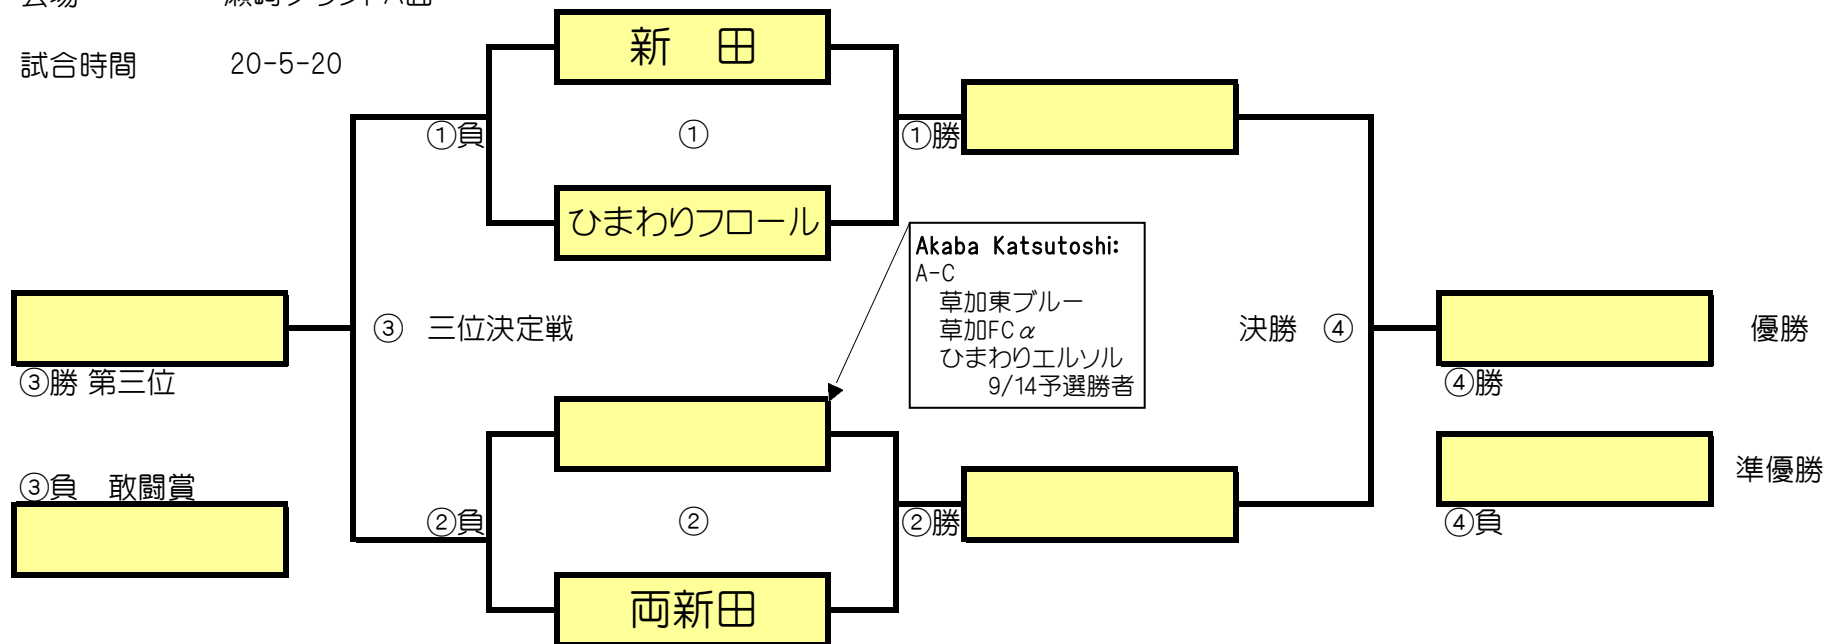 試合時間 20-5-20
新 田
①負 ① ①勝
ひまわりフロール
Akaba Katsutoshi:
A-C
草加東ブルー
草加FCα
ひまわりエルソル
9/14予選勝者
③ 三位決定戦
決勝 ④
優勝
③勝 第三位
④勝
準優勝
③負 敢闘賞
②負 ② ②勝
④負
両新田